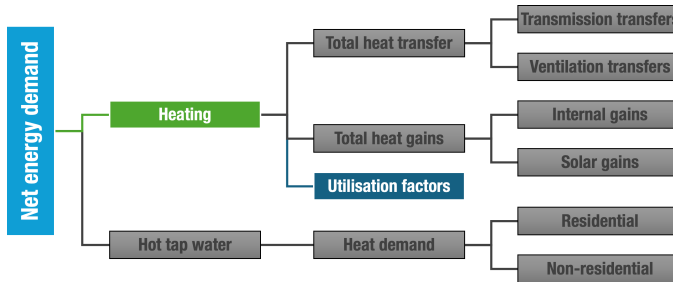 Net energy demand
Heating
Total heat transfer
Transmission transfers
Ventilation transfers
Total heat gains
Internal gains
Solar gains
Utilisation factors
Hot tap water
Heat demand
Residential
Non-residential